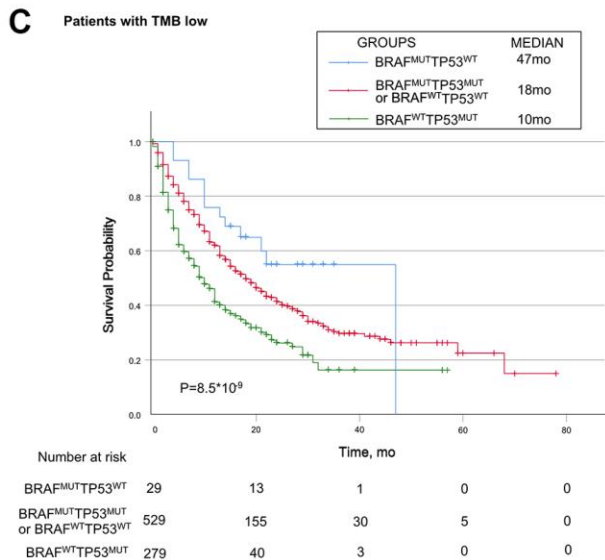 C Patients with TMB low
GROUPS MEDIAN
BRAFᴹᵁᵀTP53ᵂᵀ 47mo
BRAFᴹᵁᵀTP53ᴹᵁᵀ
or BRAFᵂᵀTP53ᵂᵀ 18mo
BRAFᵂᵀTP53ᴹᵁᵀ 10mo
1.0
0.8
0.6
0.4
0.2
0.0
Survival Probability
P=8.5*10⁻⁹
0 20 40 60 80
Time, mo
Number at risk
BRAFᴹᵁᵀTP53ᵂᵀ 29 13 1 0 0
BRAFᴹᵁᵀTP53ᴹᵁᵀ
or BRAFᵂᵀTP53ᵂᵀ 529 155 30 5 0
BRAFᵂᵀTP53ᴹᵁᵀ 279 40 3 0 0